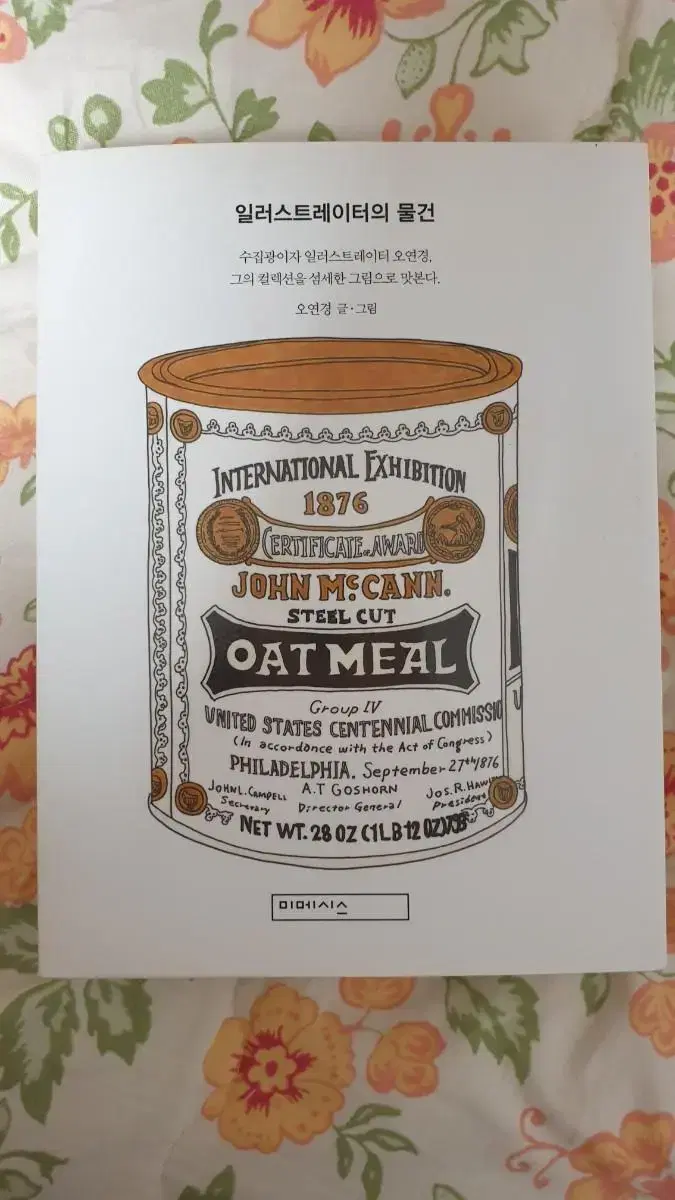 일러스트레이터의 물건
수집광이자 일러스트레이터 오연경,
그의 컬렉션을 섬세한 그림으로 맛본다.
오연경 글·그림
INTERNATIONAL EXHIBITION
1876
CERTIFICATE OF AWARD
JOHN McCANN.
STEEL CUT
OAT MEAL
Group IV
UNITED STATES CENTENNIAL COMMISSIO
(In accordance with the Act of Congress)
PHILADELPHIA. September 27th 1876
JOHN L. CAMPELL A.T GOSHORN Jos. R. HAW
Secretary Director General President
NET WT. 28 OZ (1LB 12 OZ)
미메시스